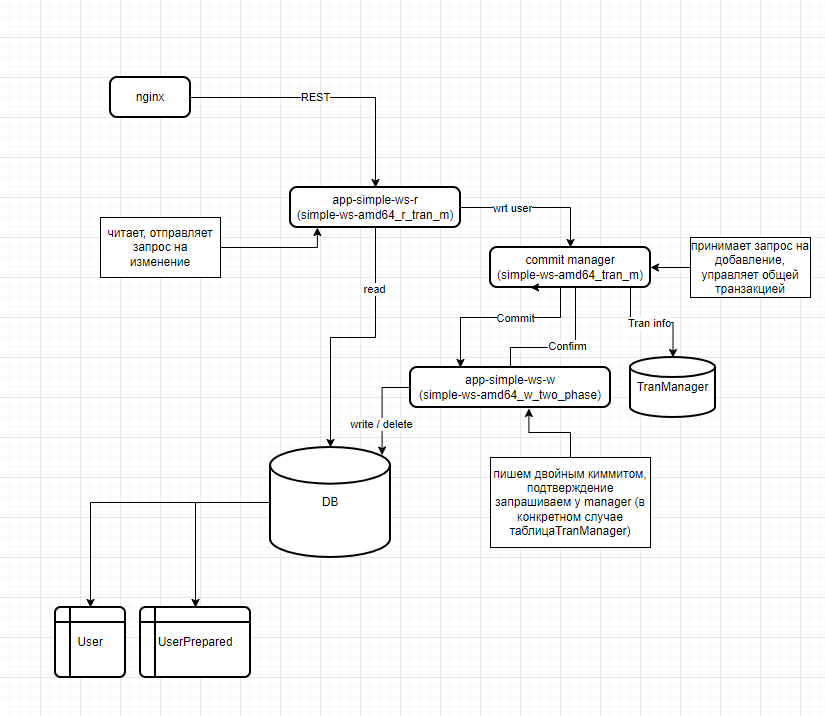 nginx
REST
app-simple-ws-r
(simple-ws-amd64_r_tran_m)
wrt user
читает, отправляет
запрос на
изменение
commit manager
(simple-ws-amd64_tran_m)
принимает запрос на
добавление,
управляет общей
транзакцией
read
Commit
Tran info
Confirm
app-simple-ws-w
(simple-ws-amd64_w_two_phase)
TranManager
write / delete
пишем двойным киммитом,
подтверждение
запрашиваем у manager (в
конкретном случае
таблицаTranManager)
DB
User
UserPrepared